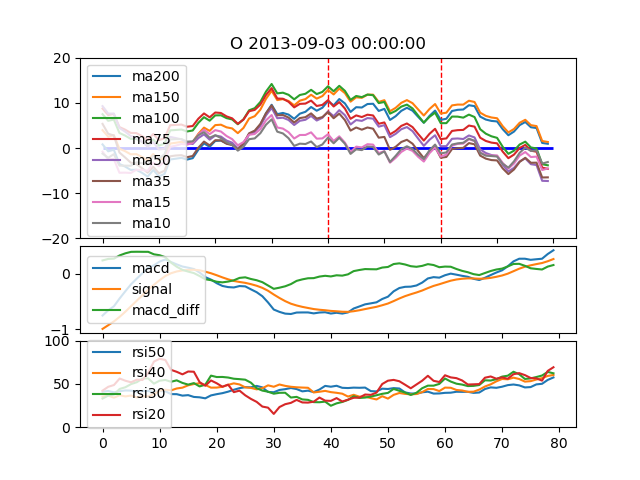 O 2013-09-03 00:00:00
20
10
0
−10
−20
ma200
ma150
ma100
ma75
ma50
ma35
ma15
ma10
0
−1
macd
signal
macd_diff
100
50
0
rsi50
rsi40
rsi30
rsi20
0 10 20 30 40 50 60 70 80